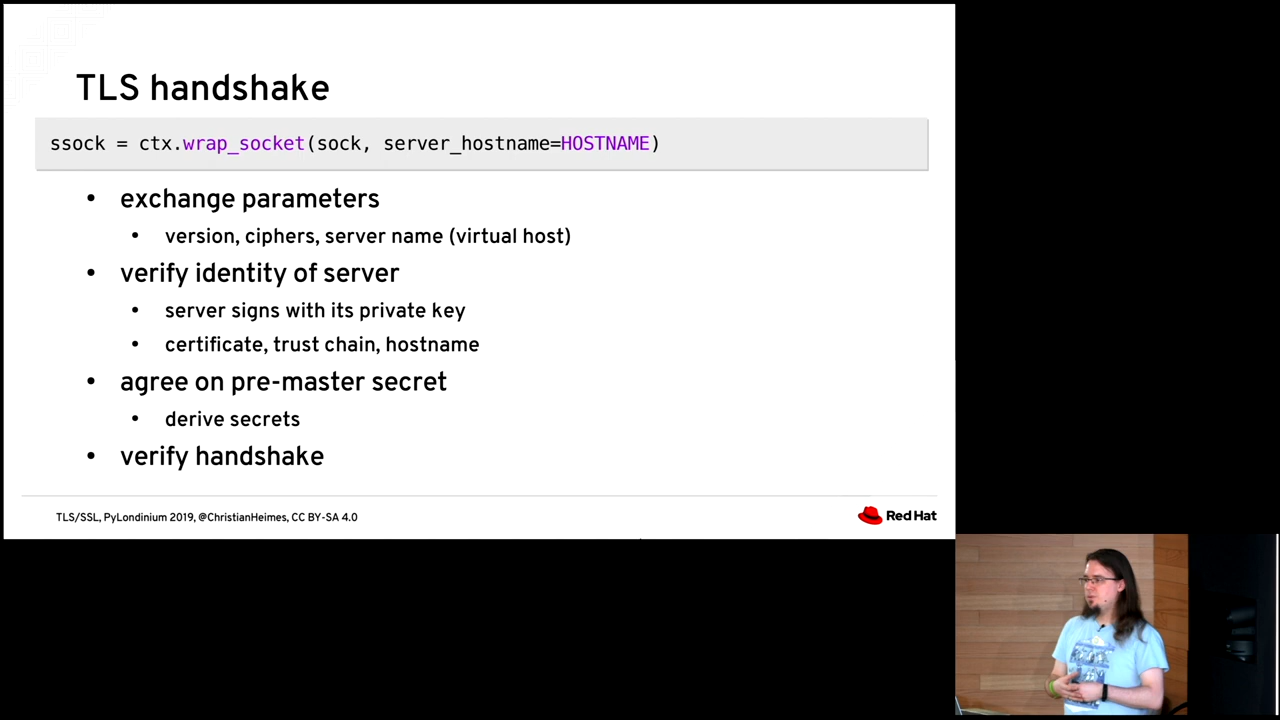 TLS handshake
ssock = ctx.wrap_socket(sock, server_hostname=HOSTNAME)
• exchange parameters
• version, ciphers, server name (virtual host)
• verify identity of server
• server signs with its private key
• certificate, trust chain, hostname
• agree on pre-master secret
• derive secrets
• verify handshake
TLS/SSL, PyLondinium 2019, @ChristianHeimes, CC BY-SA 4.0
Red Hat